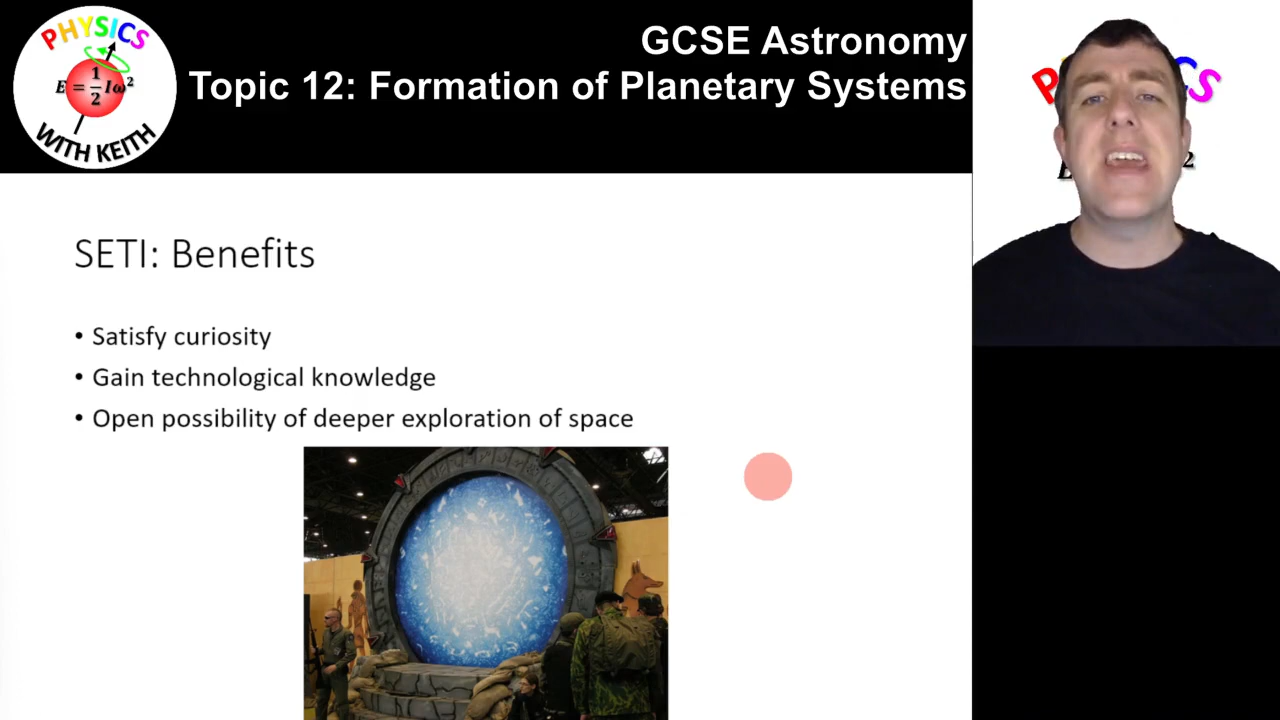 PHYSICS
E = 1/2 Iω²
WITH KEITH
GCSE Astronomy
Topic 12: Formation of Planetary Systems
SETI: Benefits
• Satisfy curiosity
• Gain technological knowledge
• Open possibility of deeper exploration of space